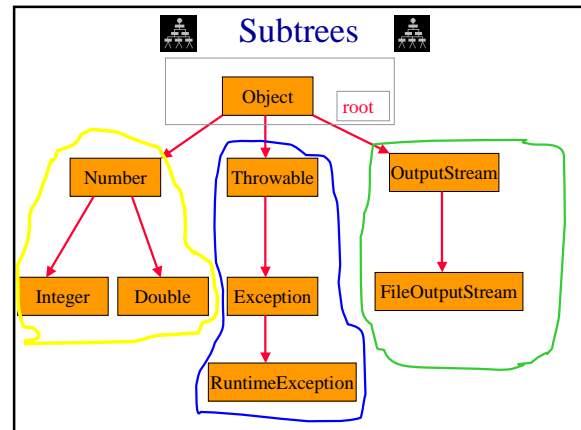 Subtrees
Object
root
Number
Throwable
OutputStream
Integer
Double
Exception
FileOutputStream
RuntimeException